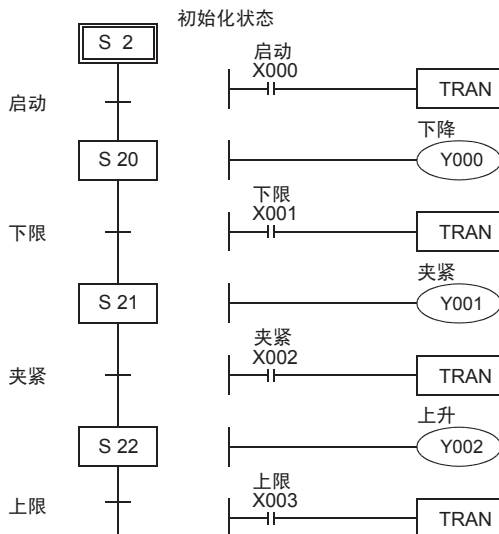 初始化状态
S 2
启动
启动
X000
TRAN
S 20
下降
Y000
下限
下限
X001
TRAN
S 21
夹紧
Y001
夹紧
夹紧
X002
TRAN
S 22
上升
Y002
上限
上限
X003
TRAN